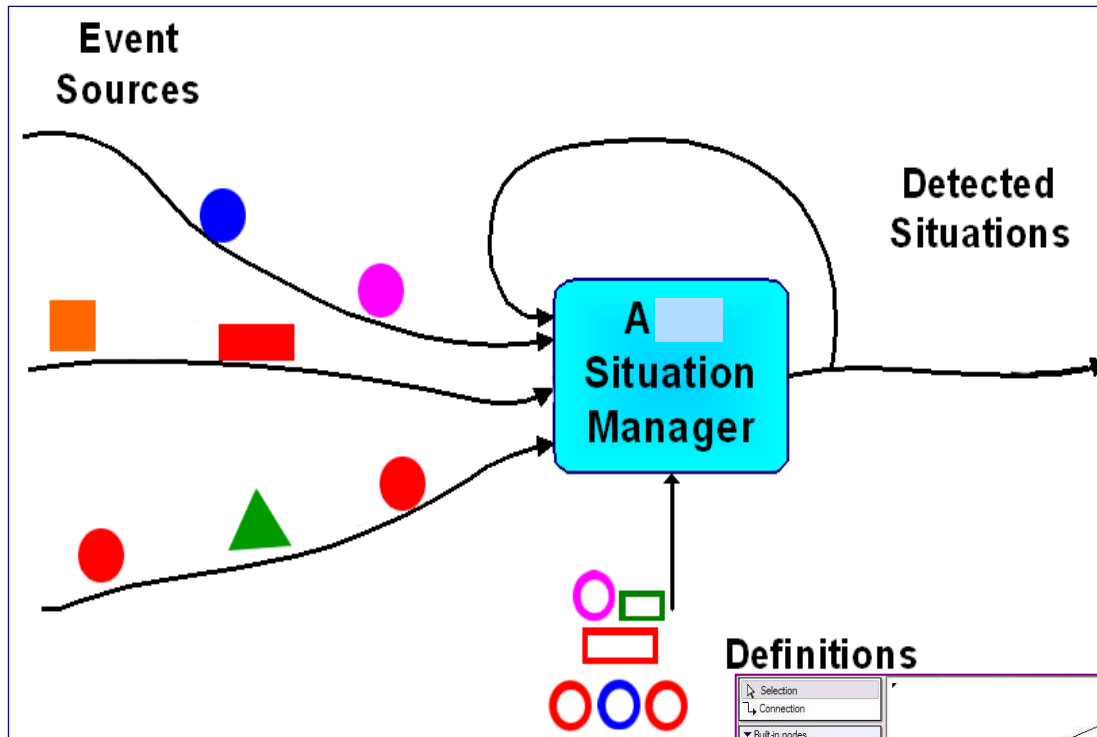 Event
Sources
Detected
Situations
A
Situation
Manager
Definitions
Selection
Connection
Built-in nodes